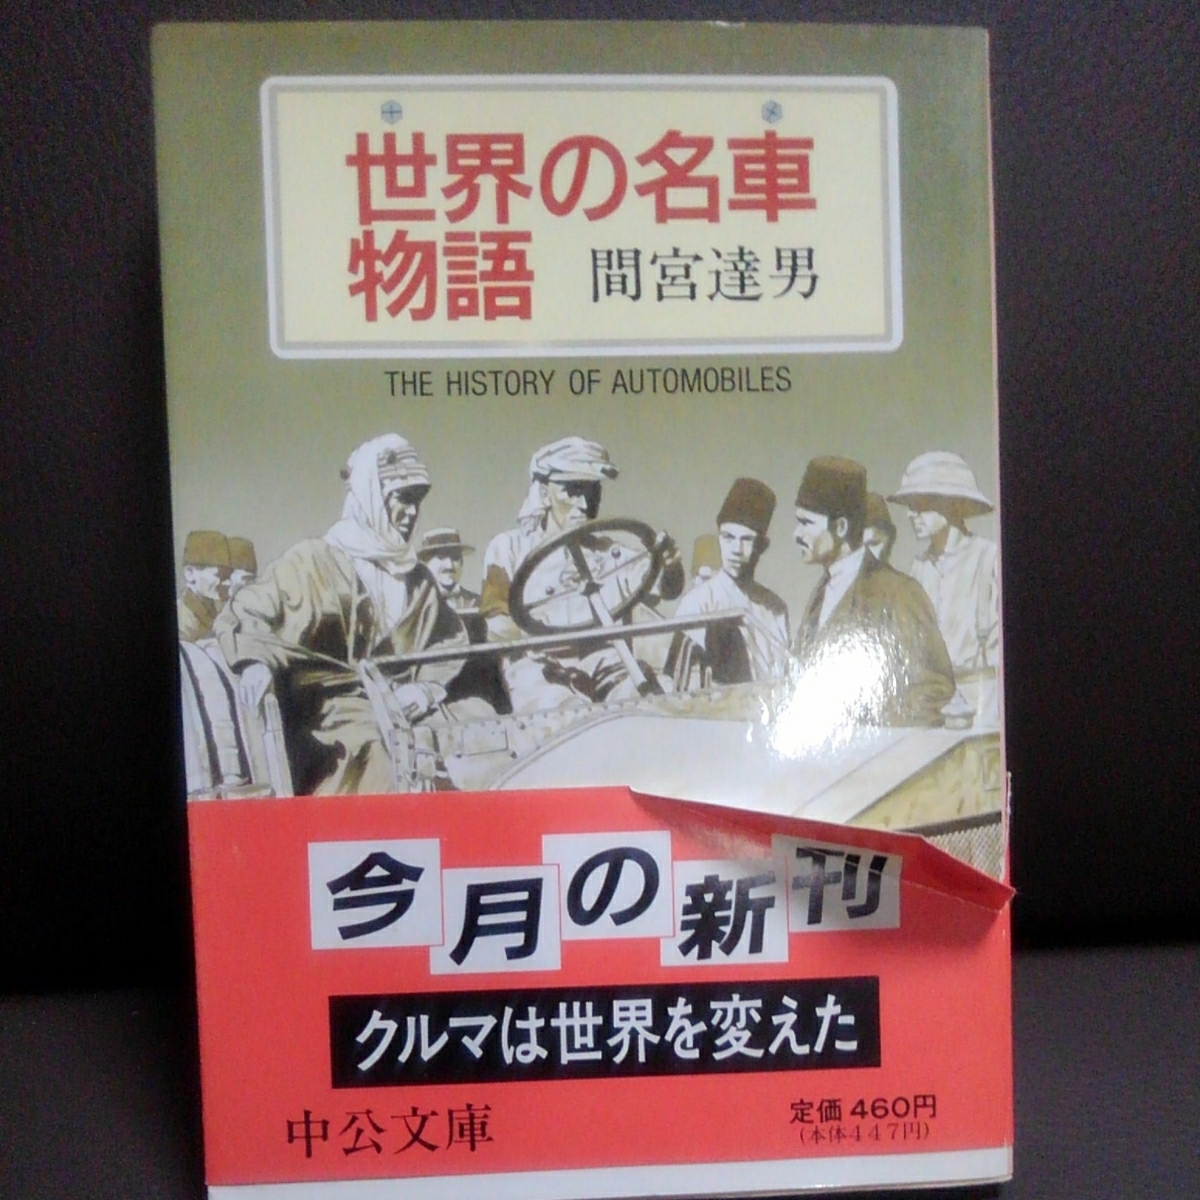 世界の名車
物語 間宮達男
THE HISTORY OF AUTOMOBILES
今月の新刊
クルマは世界を変えた
中公文庫
定価460円
(本体447円)